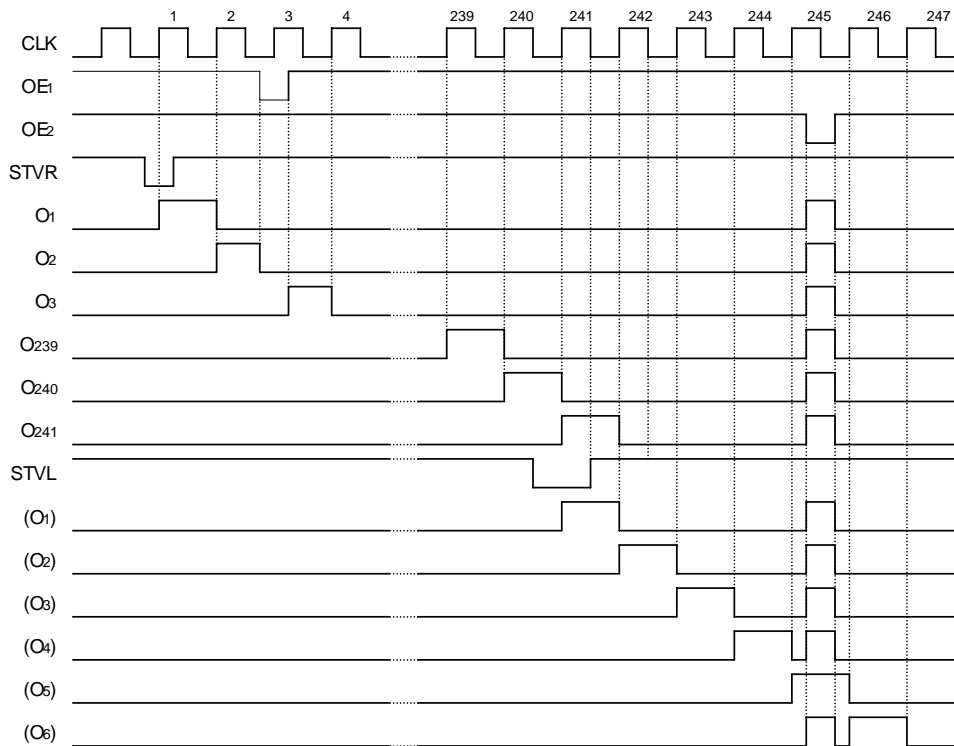 1 2 3 4 239 240 241 242 243 244 245 246 247
CLK
OE1
OE2
STVR
O1
O2
O3
O239
O240
O241
STVL
(O1)
(O2)
(O3)
(O4)
(O5)
(O6)